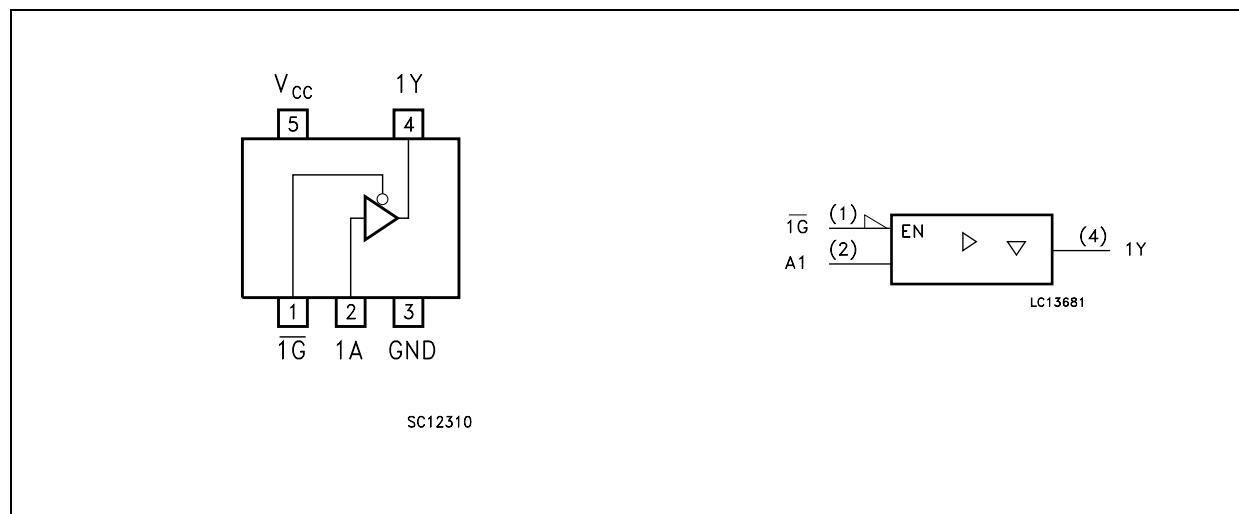 VCC 1Y
5 4
1 2 3
1G 1A GND
SC12310
1G (1) EN
A1 (2)
(4) 1Y
LC13681